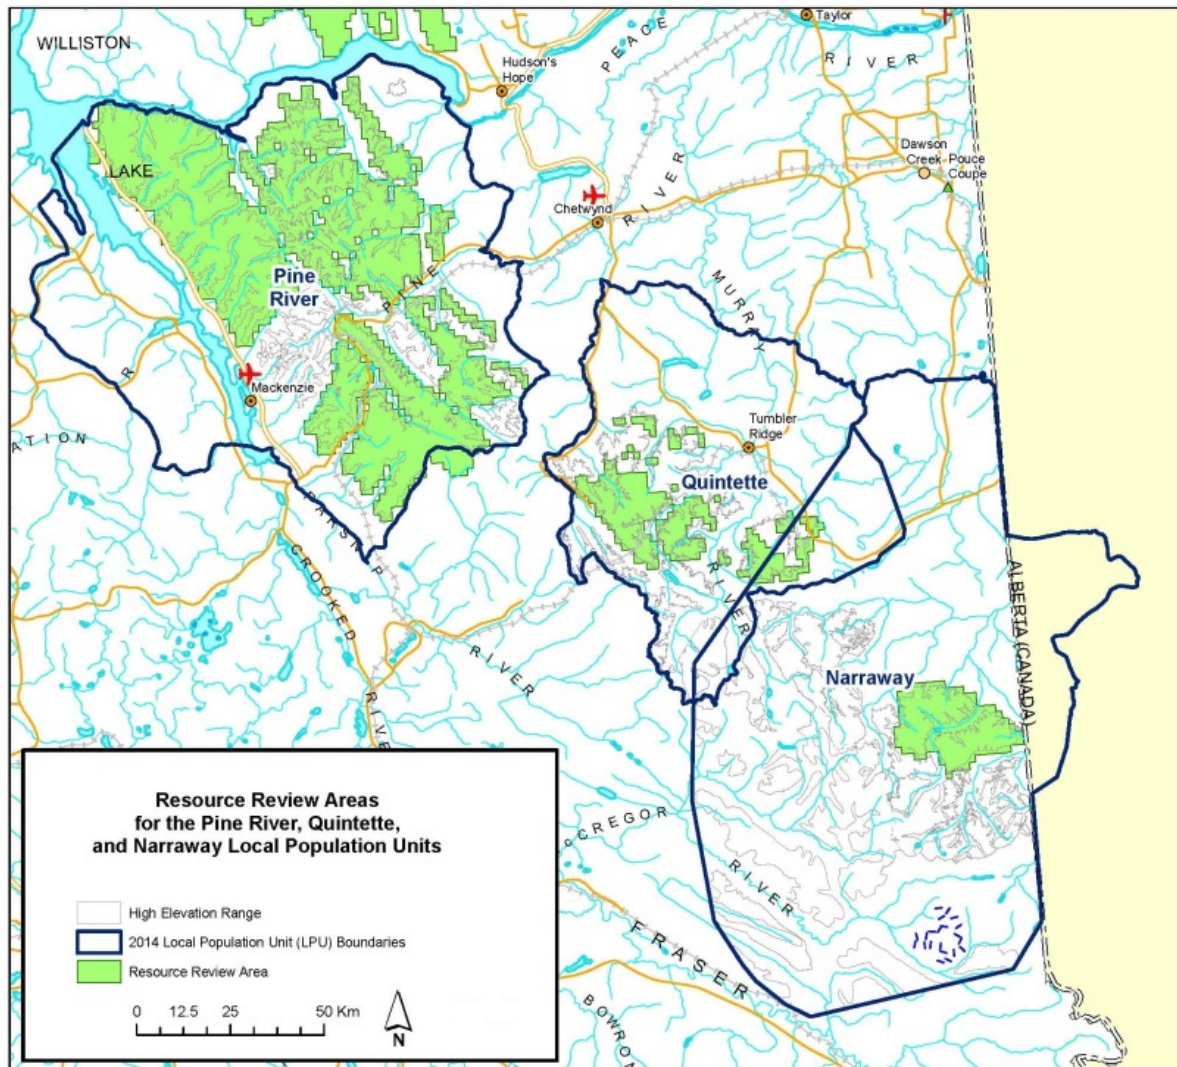 WILLISTON
LAKE
Hudson's
Hope
PEACE
RIVER
Taylor
Dawson
Creek
Pouce
Coupe
Chetwynd
RIVER
PINE
MURRAY
Pine
River
Mackenzie
R
ATION
Tumbler
Ridge
Quintette
RIVER
PARSNIP
CROOKED
RIVER
RIVER
ALBERTA (CANADA)
Narraway
CGREGOR
RIVER
FRASER
BOWRON
Resource Review Areas
for the Pine River, Quintette,
and Narraway Local Population Units
High Elevation Range
2014 Local Population Unit (LPU) Boundaries
Resource Review Area
0 12.5 25 50 Km
N